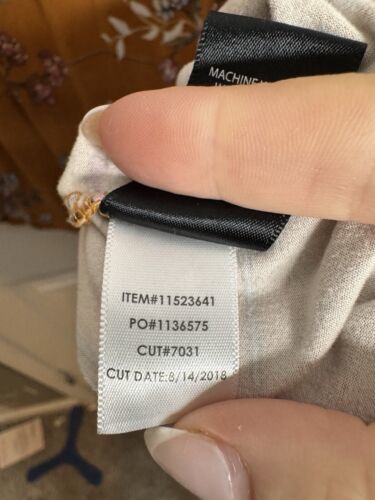 MACHINE
ITEM#11523641
PO#1136575
CUT#7031
CUT DATE:8/14/2018